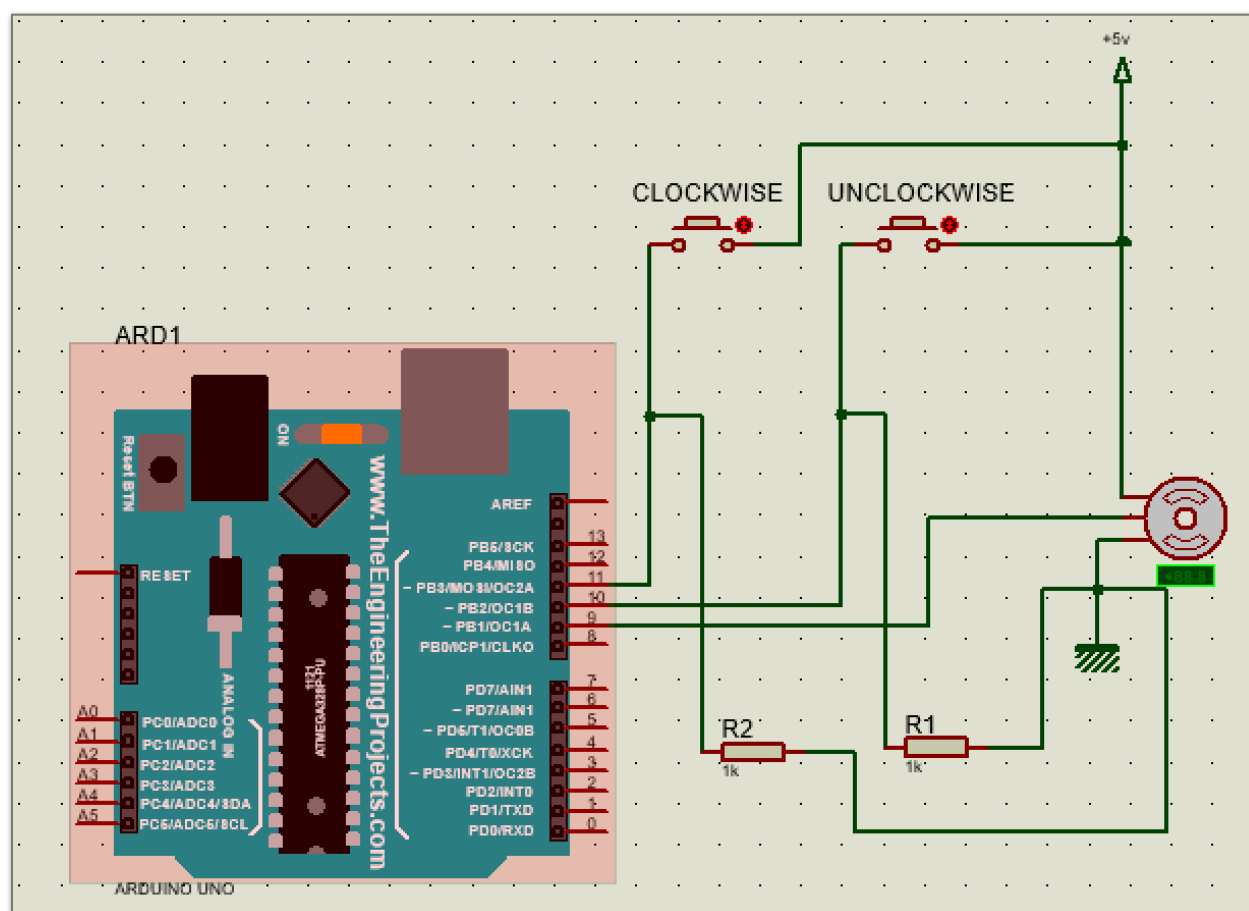 +5v
CLOCKWISE
UNCLOCKWISE
ARD1
ON
Reset BTN
www.TheEngineeringProjects.com
AREF
13
PB5/SCK
12
PB4/MISO
11
RESET
~ PB3/MOSI/OC2A
10
~ PB2/OC1B
9
~ PB1/OC1A
8
PB0/ICP1/CLKO
1121
ATMEGA328P-PU
ANALOG IN
7
PD7/AIN1
6
~ PD7/AIN1
5
~ PD5/T1/OC0B
4
PD4/T0/XCK
3
~ PD3/INT1/OC2B
2
PD2/INT0
1
PD1/TXD
0
PD0/RXD
A0
PC0/ADC0
A1
PC1/ADC1
A2
PC2/ADC2
A3
PC3/ADC3
A4
PC4/ADC4/SDA
A5
PC5/ADC5/SCL
R2
1k
R1
1k
ARDUINO UNO